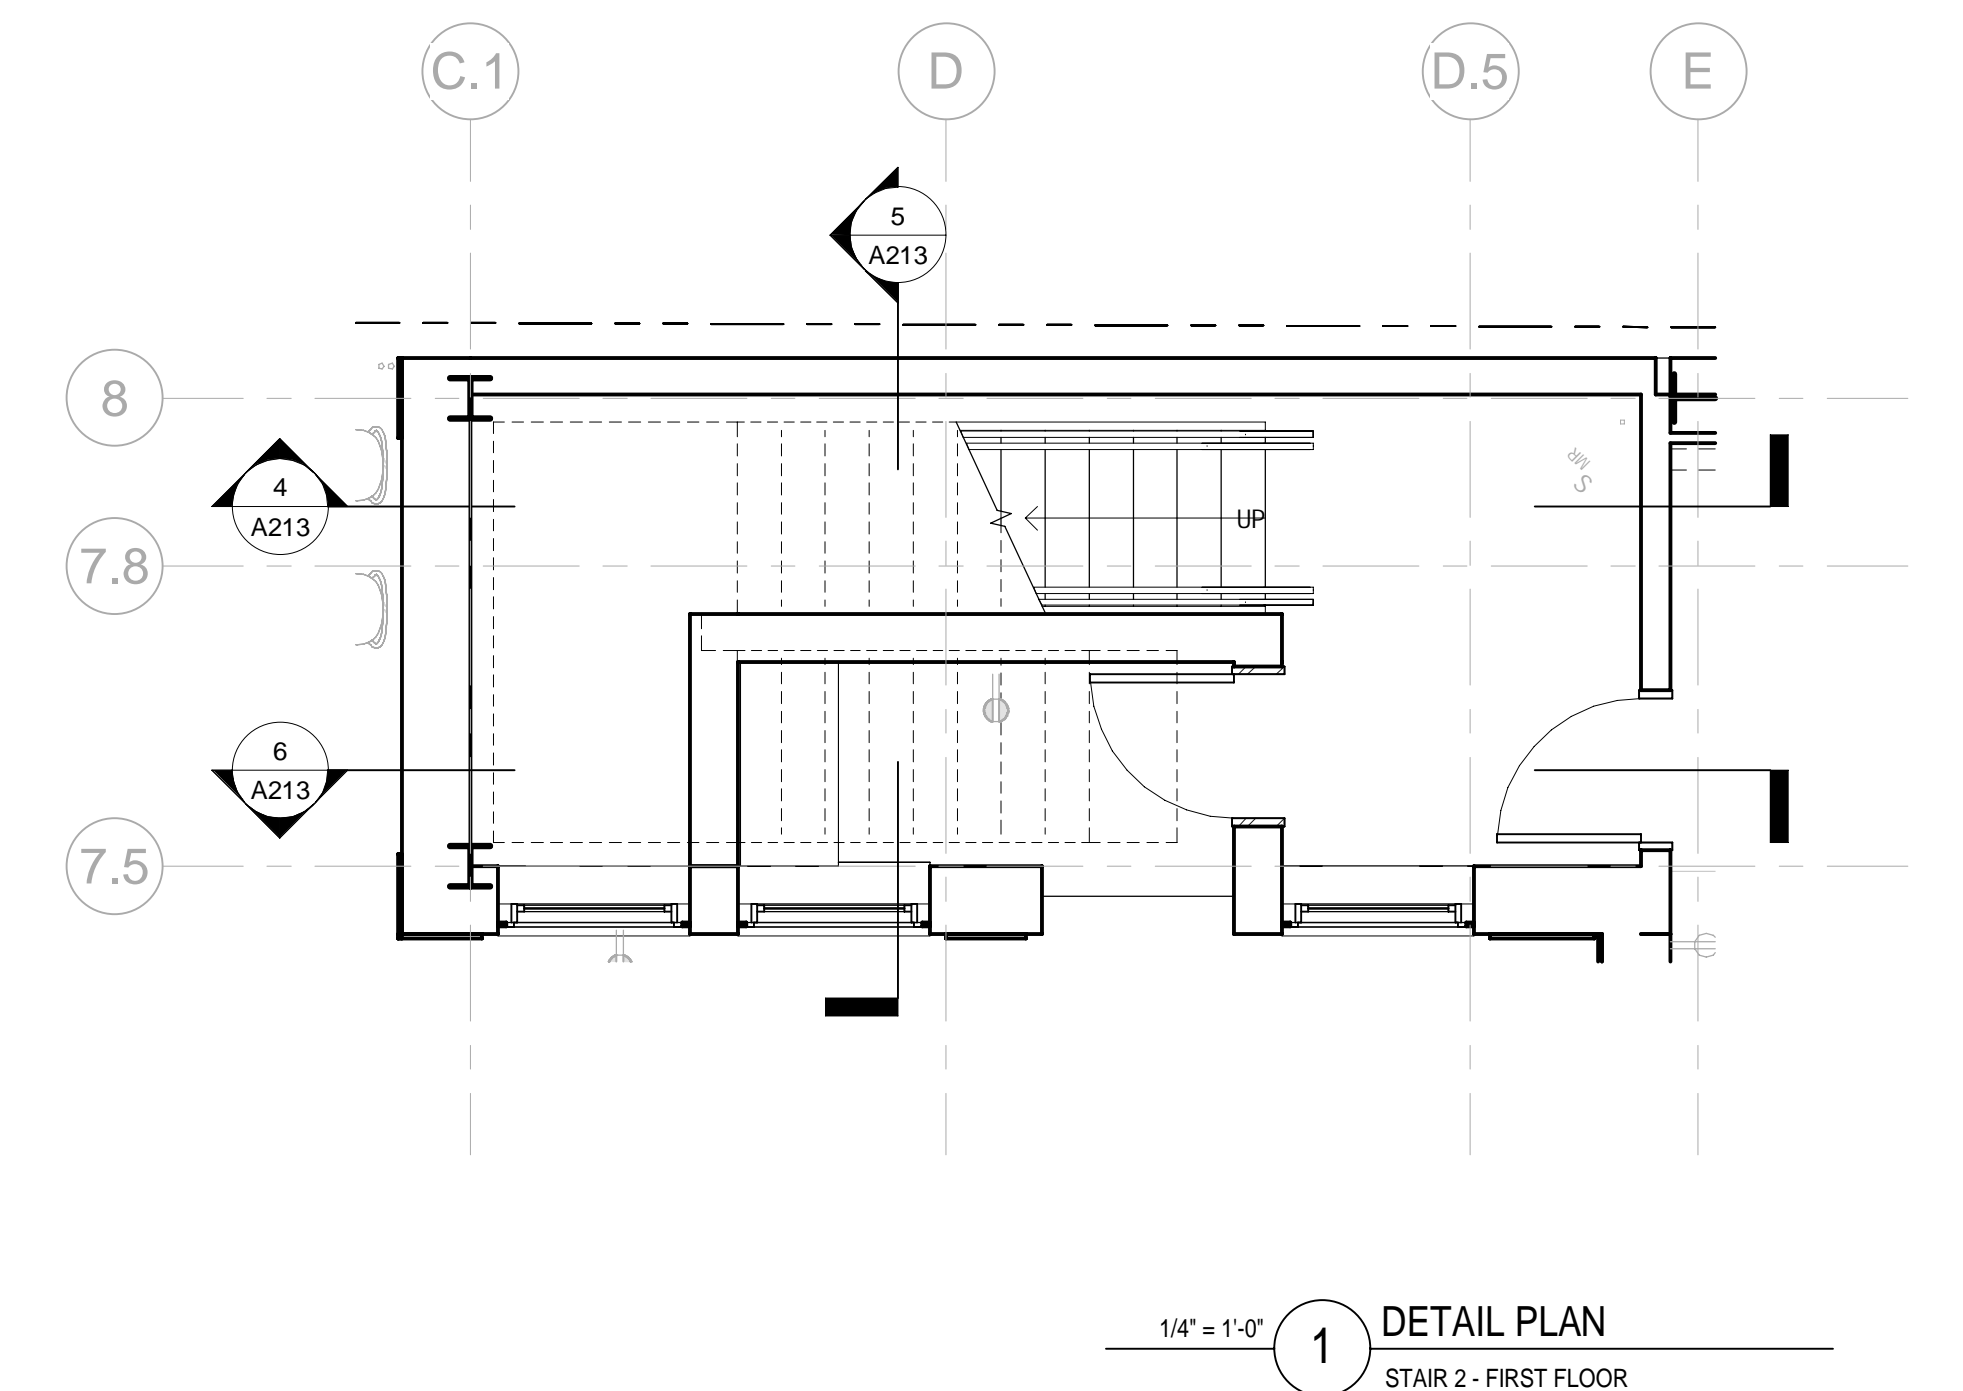 C.1
D
D.5
E
5
A213
8
4
A213
S MR
UP
7.8
6
A213
7.5
1/4" = 1'-0"
1
DETAIL PLAN
STAIR 2 - FIRST FLOOR